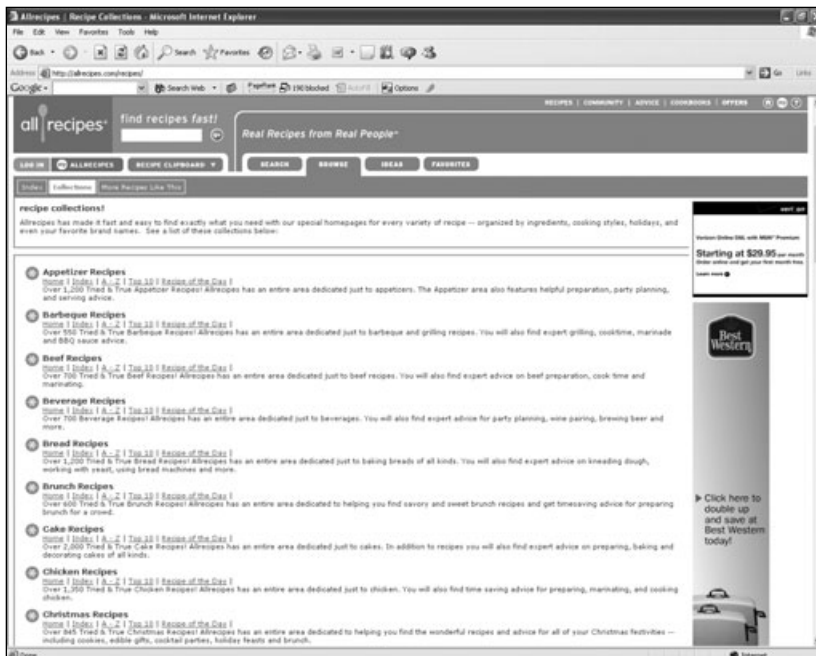 Allrecipes | Recipe Collections - Microsoft Internet Explorer
File Edit View Favorites Tools Help
Back Search Favorites
Address http://allrecipes.com/recipes/ Go Links
Google Search Web PageRank 190 blocked AutoFill Options
RECIPES | COMMUNITY | ADVICE | COOKBOOKS | OFFERS
all recipes
find recipes fast!
Real Recipes from Real People
LOG IN MY ALLRECIPES RECIPE CLIPBOARD SEARCH BROWSE IDEAS FAVORITES
Index Collections More Recipes Like This
recipe collections!
Allrecipes has made it fast and easy to find exactly what you need with our special homepages for every variety of recipe -- organized by ingredients, cooking styles, holidays, and
even your favorite brand names. See a list of these collections below:
Appetizer Recipes
Home | Index | A - Z | Top 10 | Recipe of the Day |
Over 1,200 Tried & True Appetizer Recipes! Allrecipes has an entire area dedicated just to appetizers. The Appetizer area also features helpful preparation, party planning,
and serving advice.
Barbeque Recipes
Home | Index | A - Z | Top 10 | Recipe of the Day |
Over 550 Tried & True Barbeque Recipes! Allrecipes has an entire area dedicated just to barbeque and grilling recipes. You will also find expert grilling, cooktime, marinade
and BBQ sauce advice.
Beef Recipes
Home | Index | A - Z | Top 10 | Recipe of the Day |
Over 700 Tried & True Beef Recipes! Allrecipes has an entire area dedicated just to beef recipes. You will also find expert advice on beef preparation, cook time and
marinating.
Beverage Recipes
Home | Index | A - Z | Top 10 | Recipe of the Day |
Over 700 Beverage Recipes! Allrecipes has an entire area dedicated just to beverages. You will also find expert advice for party planning, wine pairing, brewing beer and
more.
Bread Recipes
Home | Index | A - Z | Top 10 | Recipe of the Day |
Over 1,200 Tried & True Bread Recipes! Allrecipes has an entire area dedicated just to baking breads of all kinds. You will also find expert advice on kneading dough,
working with yeast, using bread machines and more.
Brunch Recipes
Home | Index | A - Z | Top 10 | Recipe of the Day |
Over 600 Tried & True Brunch Recipes! Allrecipes has an entire area dedicated to helping you find savory and sweet brunch recipes and get timesaving advice for preparing
brunch for a crowd.
Cake Recipes
Home | Index | A - Z | Top 10 | Recipe of the Day |
Over 2,000 Tried & True Cake Recipes! Allrecipes has an entire area dedicated just to cakes. In addition to recipes you will also find expert advice on preparing, baking and
decorating cakes of all kinds.
Chicken Recipes
Home | Index | A - Z | Top 10 | Recipe of the Day |
Over 1,350 Tried & True Chicken Recipes! Allrecipes has an entire area dedicated just to chicken. You will also find time saving advice for preparing, marinating, and cooking
chicken.
Christmas Recipes
Home | Index | A - Z | Top 10 | Recipe of the Day |
Over 845 Tried & True Christmas Recipes! Allrecipes has an entire area dedicated to helping you find the wonderful recipes and advice for all of your Christmas festivities --
including cookies, edible gifts, cocktail parties, holiday feasts and brunch.
Verizon Online DSL with MSN Premium
Starting at $29.95 per month
Order online and get your first month free.
Learn more
Best
Western
Click here to
double up
and save at
Best Western
today!
Done Internet